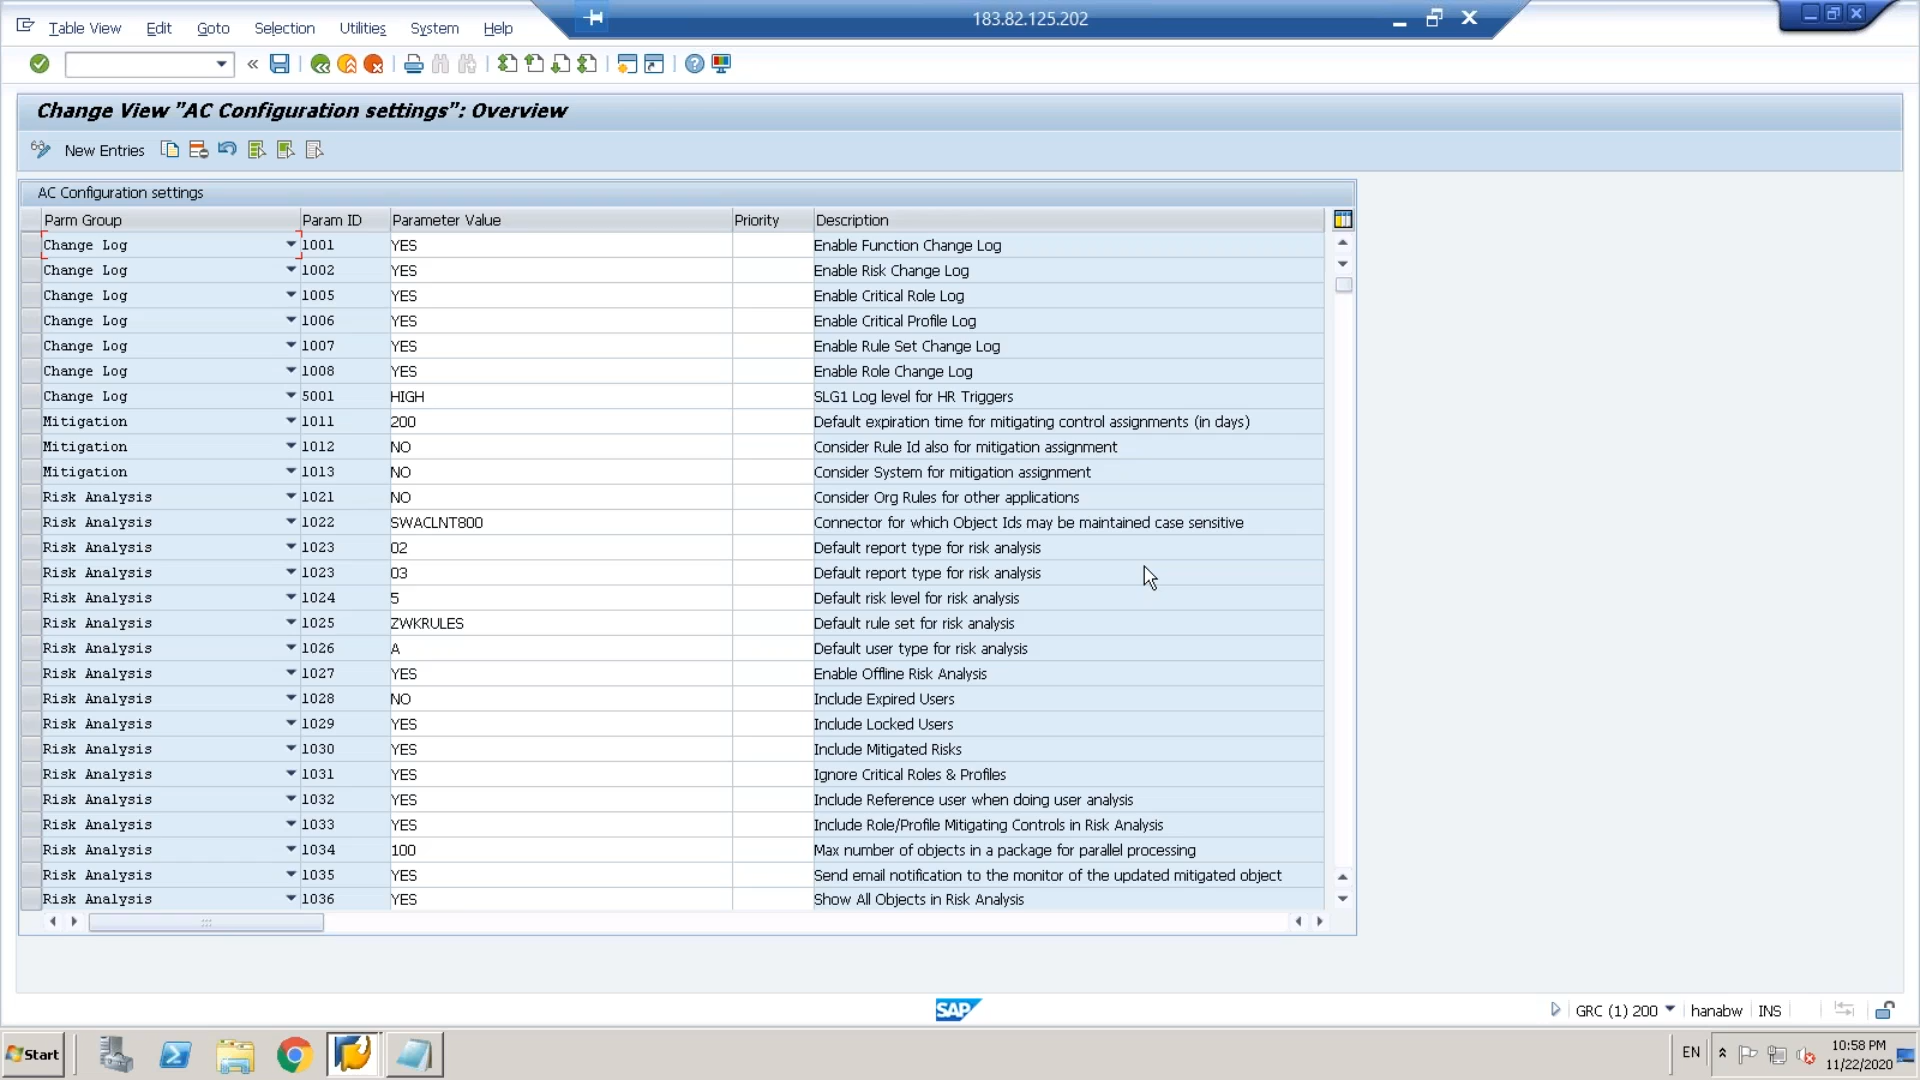 183.82.125.202
Table View Edit Goto Selection Utilities System Help
Change View "AC Configuration settings": Overview
New Entries
AC Configuration settings
Parm Group Param ID Parameter Value Priority Description
Change Log 1001 YES Enable Function Change Log
Change Log 1002 YES Enable Risk Change Log
Change Log 1005 YES Enable Critical Role Log
Change Log 1006 YES Enable Critical Profile Log
Change Log 1007 YES Enable Rule Set Change Log
Change Log 1008 YES Enable Role Change Log
Change Log 5001 HIGH SLG1 Log level for HR Triggers
Mitigation 1011 200 Default expiration time for mitigating control assignments (in days)
Mitigation 1012 NO Consider Rule Id also for mitigation assignment
Mitigation 1013 NO Consider System for mitigation assignment
Risk Analysis 1021 NO Consider Org Rules for other applications
Risk Analysis 1022 SWACLNT800 Connector for which Object Ids may be maintained case sensitive
Risk Analysis 1023 02 Default report type for risk analysis
Risk Analysis 1023 03 Default report type for risk analysis
Risk Analysis 1024 5 Default risk level for risk analysis
Risk Analysis 1025 ZWKRULES Default rule set for risk analysis
Risk Analysis 1026 A Default user type for risk analysis
Risk Analysis 1027 YES Enable Offline Risk Analysis
Risk Analysis 1028 NO Include Expired Users
Risk Analysis 1029 YES Include Locked Users
Risk Analysis 1030 YES Include Mitigated Risks
Risk Analysis 1031 YES Ignore Critical Roles & Profiles
Risk Analysis 1032 YES Include Reference user when doing user analysis
Risk Analysis 1033 YES Include Role/Profile Mitigating Controls in Risk Analysis
Risk Analysis 1034 100 Max number of objects in a package for parallel processing
Risk Analysis 1035 YES Send email notification to the monitor of the updated mitigated object
Risk Analysis 1036 YES Show All Objects in Risk Analysis
SAP
GRC (1) 200 hanabw INS
Start
EN
10:58 PM
11/22/2020